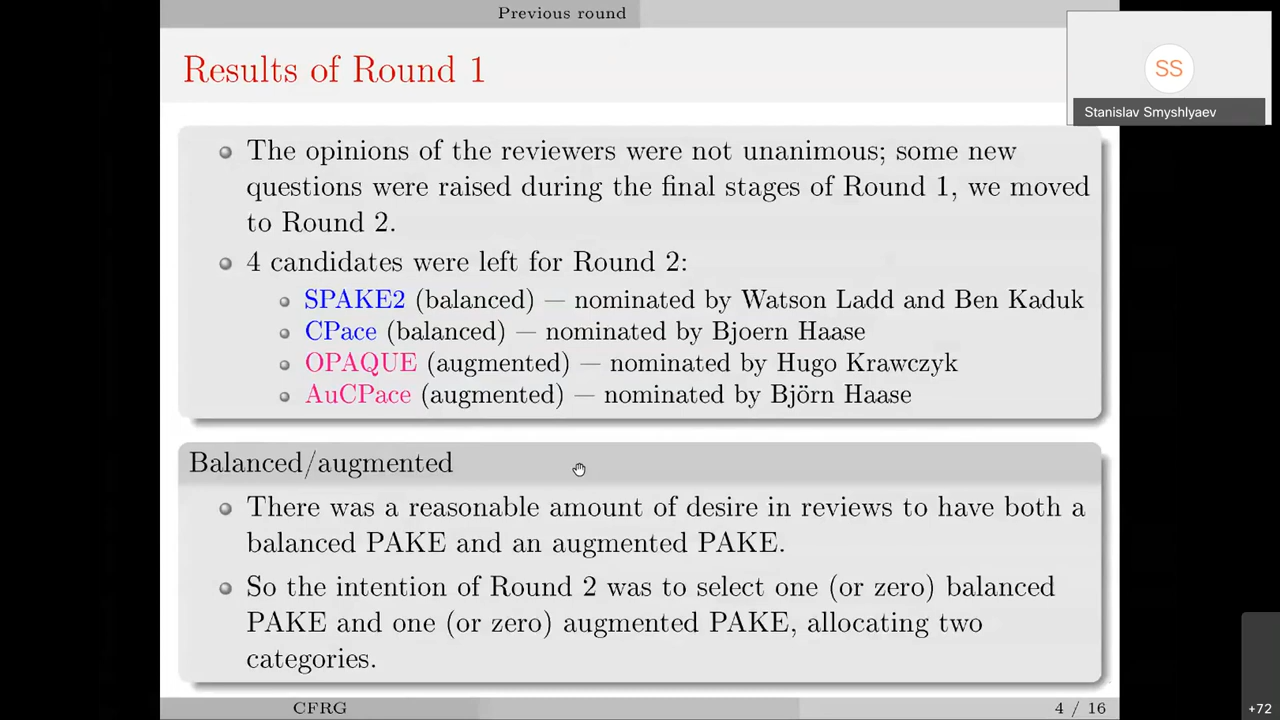 Previous round
Results of Round 1
SS
Stanislav Smyshlyaev
The opinions of the reviewers were not unanimous; some new
questions were raised during the final stages of Round 1, we moved
to Round 2.
4 candidates were left for Round 2:
SPAKE2 (balanced) — nominated by Watson Ladd and Ben Kaduk
CPace (balanced) — nominated by Bjoern Haase
OPAQUE (augmented) — nominated by Hugo Krawczyk
AuCPace (augmented) — nominated by Björn Haase
Balanced/augmented
There was a reasonable amount of desire in reviews to have both a
balanced PAKE and an augmented PAKE.
So the intention of Round 2 was to select one (or zero) balanced
PAKE and one (or zero) augmented PAKE, allocating two
categories.
CFRG
4 / 16
+72